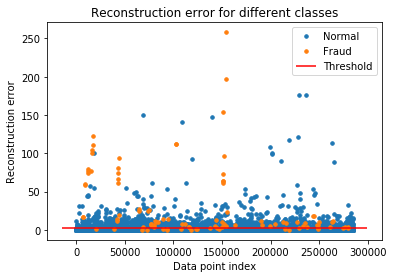 Reconstruction error for different classes
Normal
Fraud
Threshold
Reconstruction error
250
200
150
100
50
0
0
50000
100000
150000
200000
250000
300000
Data point index